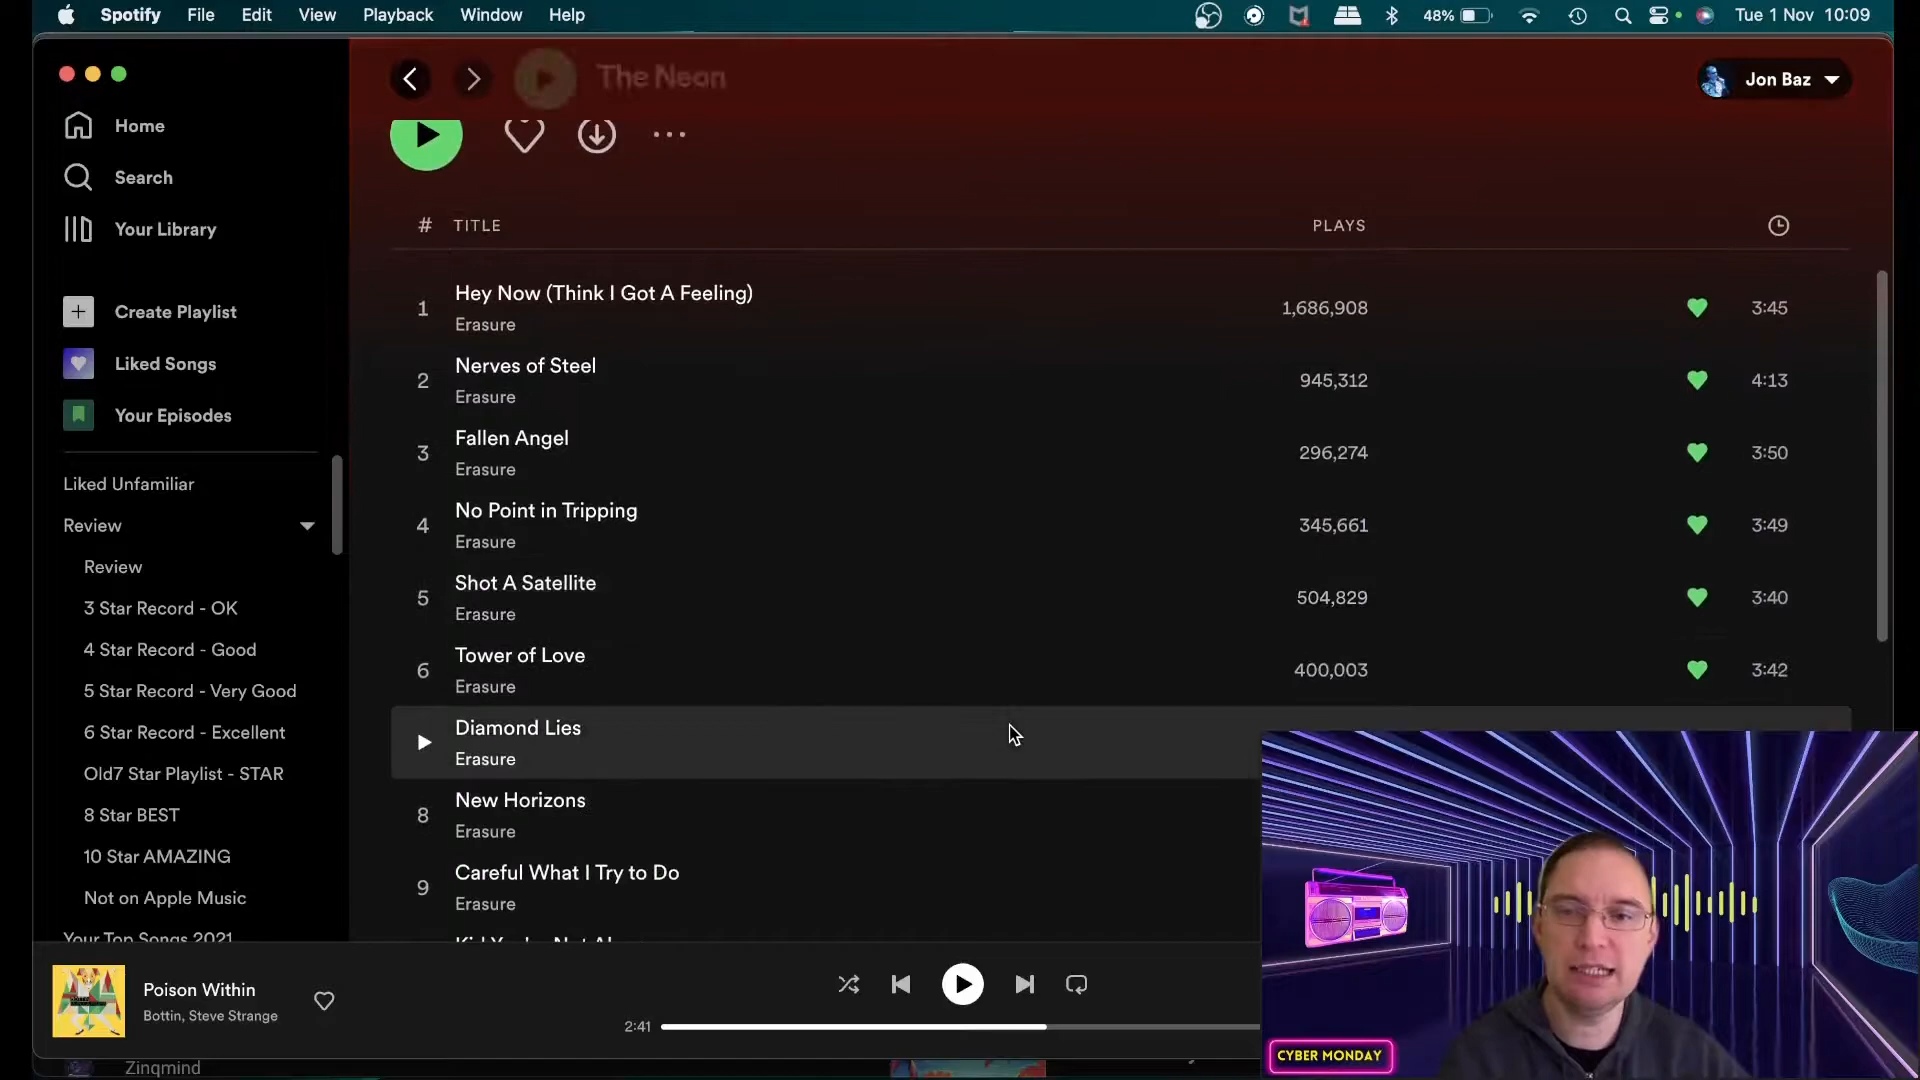 Spotify File Edit View Playback Window Help
48% Tue 1 Nov 10:09
The Neon
Jon Baz
Home
Search
Your Library
Create Playlist
Liked Songs
Your Episodes
Liked Unfamiliar
Review
Review
3 Star Record - OK
4 Star Record - Good
5 Star Record - Very Good
6 Star Record - Excellent
Old7 Star Playlist - STAR
8 Star BEST
10 Star AMAZING
Not on Apple Music
Your Top Songs 2021
# TITLE PLAYS
1 Hey Now (Think I Got A Feeling) 1,686,908 3:45
Erasure
2 Nerves of Steel 945,312 4:13
Erasure
3 Fallen Angel 296,274 3:50
Erasure
4 No Point in Tripping 345,661 3:49
Erasure
5 Shot A Satellite 504,829 3:40
Erasure
6 Tower of Love 400,003 3:42
Erasure
Diamond Lies
Erasure
8 New Horizons
Erasure
9 Careful What I Try to Do
Erasure
Poison Within
Bottin, Steve Strange
2:41
Zinqmind
CYBER MONDAY